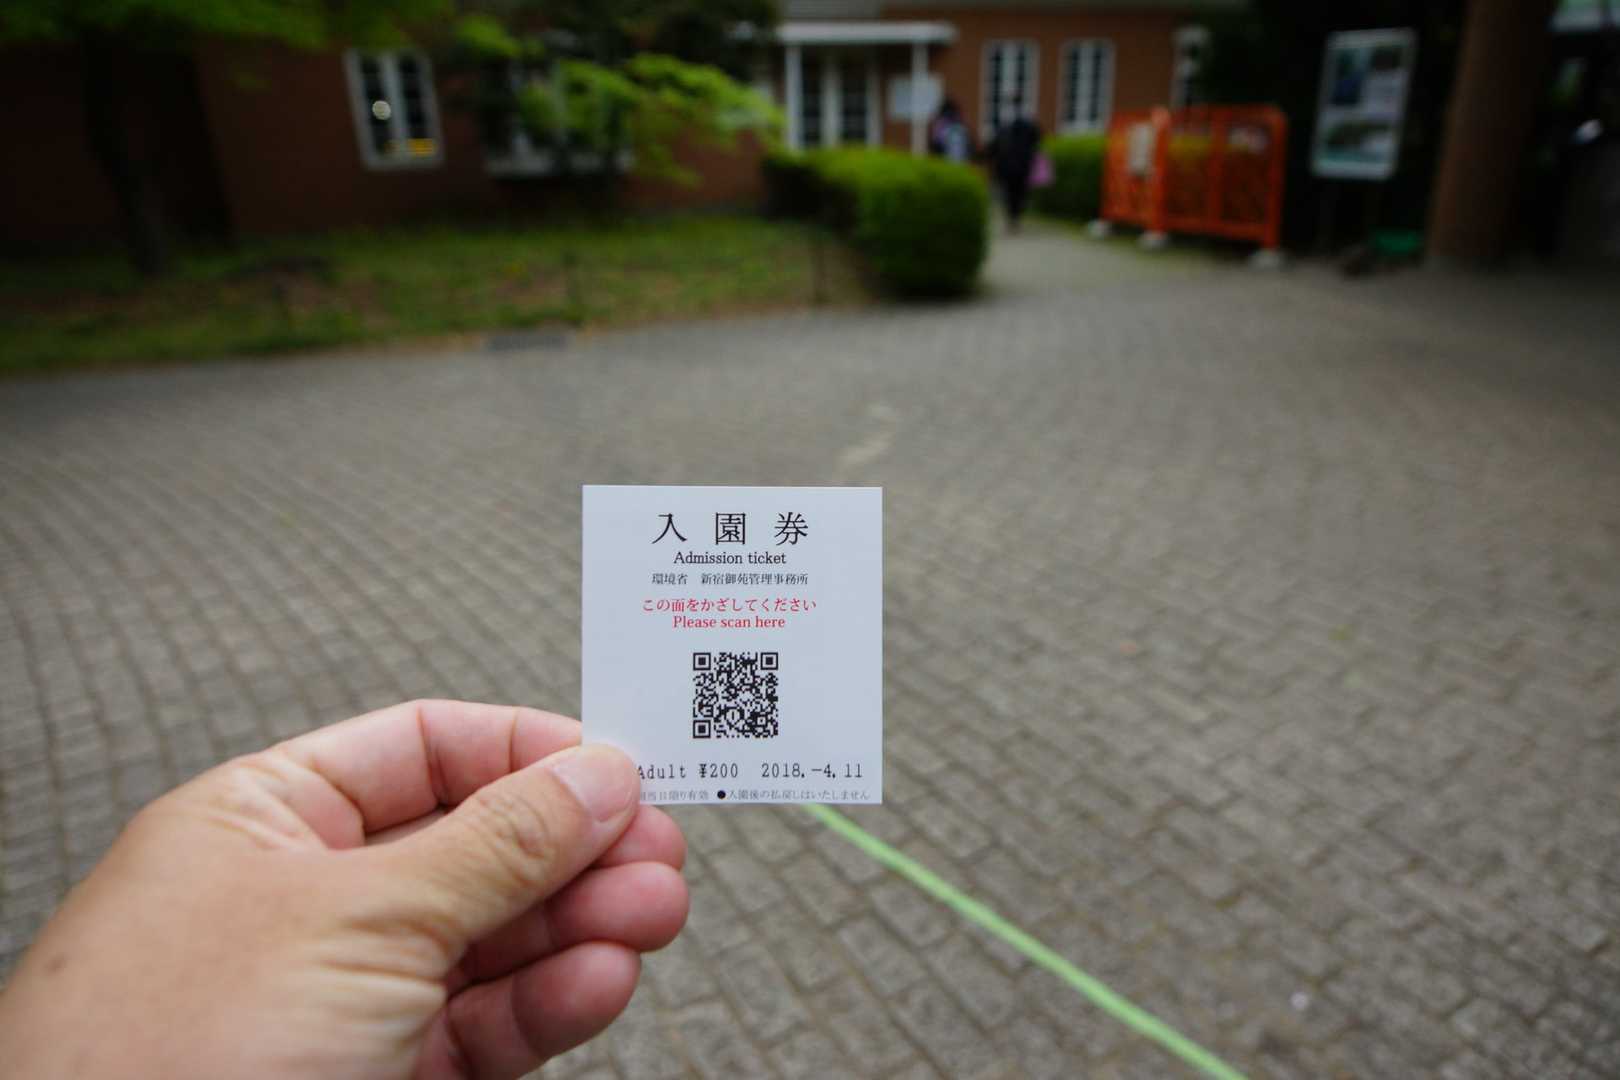 入園券
Admission ticket
環境省 新宿御苑管理事務所
この面をかざしてください
Please scan here
Adult ¥200 2018.-4.11
当日限り有効 ●入園後の払戻しはいたしません